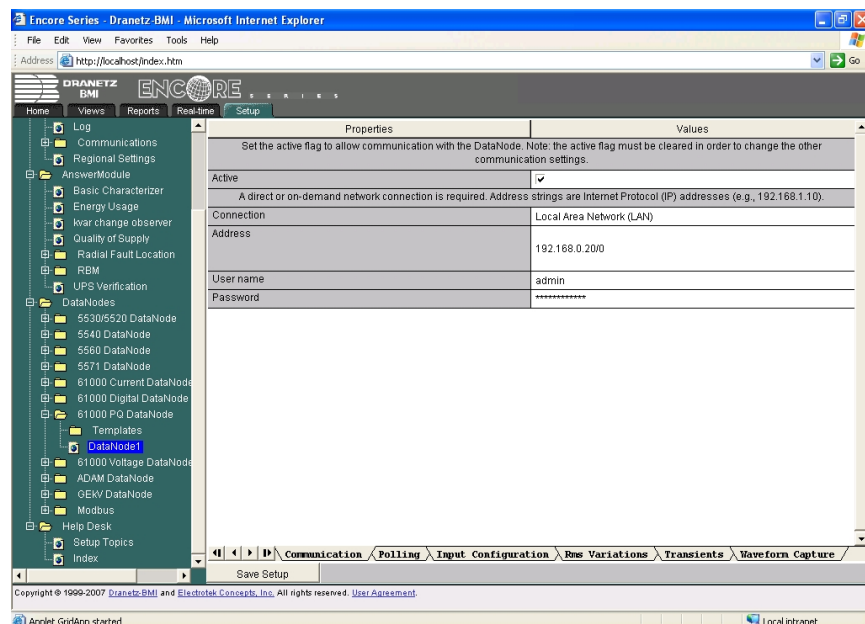 Encore Series - Dranetz-BMI - Microsoft Internet Explorer
File Edit View Favorites Tools Help
Address http://localhost/index.htm Go
DRANETZ BMI ENCORE SERIES
Home Views Reports Real-time Setup
Log
Communications
Regional Settings
AnswerModule
Basic Characterizer
Energy Usage
kvar change observer
Quality of Supply
Radial Fault Location
RBM
UPS Verification
DataNodes
5530/5520 DataNode
5540 DataNode
5560 DataNode
5571 DataNode
61000 Current DataNode
61000 Digital DataNode
61000 PQ DataNode
Templates
DataNode1
61000 Voltage DataNode
ADAM DataNode
GEkV DataNode
Modbus
Help Desk
Setup Topics
Index
Properties Values
Set the active flag to allow communication with the DataNode. Note: the active flag must be cleared in order to change the other
communication settings.
Active
A direct or on-demand network connection is required. Address strings are Internet Protocol (IP) addresses (e.g., 192.168.1.10).
Connection Local Area Network (LAN)
Address 192.168.0.20/0
User name admin
Password ************
Communication Polling Input Configuration Rms Variations Transients Waveform Capture
Save Setup
Copyright © 1999-2007 Dranetz-BMI and Electrotek Concepts, Inc. All rights reserved. User Agreement.
Applet GridApp started Local intranet